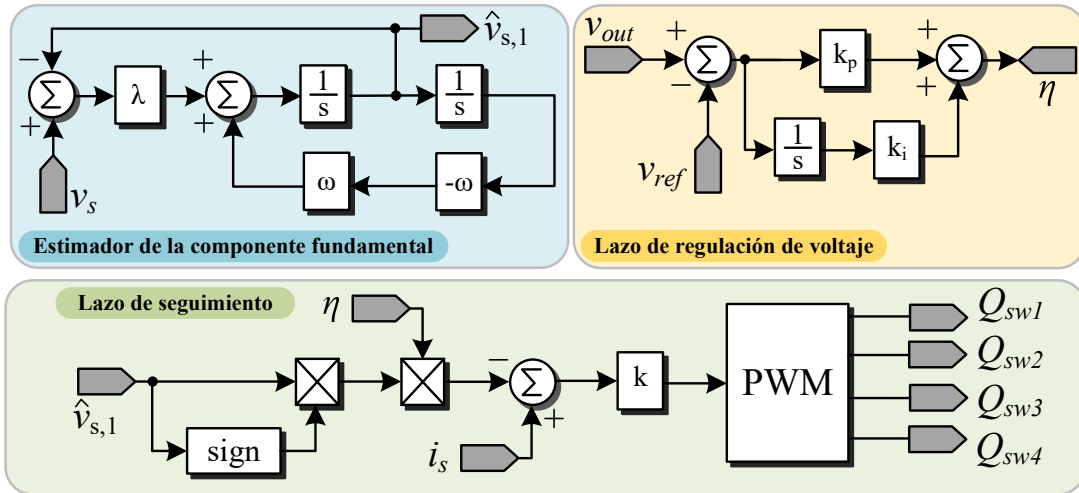 v̂s,1
−
Σ
+
λ
+
+
Σ
1/s
1/s
ω
-ω
vs
Estimador de la componente fundamental
vout
+
−
Σ
kp
+
+
Σ
η
1/s
ki
vref
Lazo de regulación de voltaje
Lazo de seguimiento
η
v̂s,1
sign
−
Σ
+
is
k
PWM
Qsw1
Qsw2
Qsw3
Qsw4